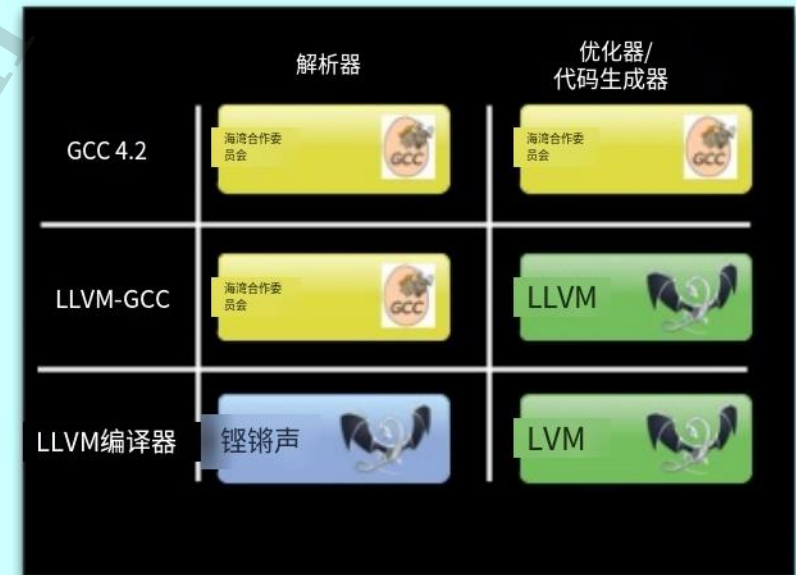 解析器
优化器/
代码生成器
GCC 4.2
海湾合作委
员会
GCC
海湾合作委
员会
GCC
LLVM-GCC
海湾合作委
员会
GCC
LLVM
LLVM编译器
铿锵声
LVM